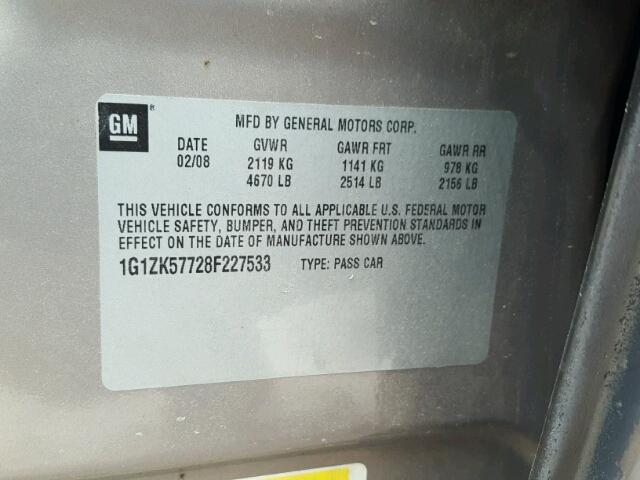 GM ®
MFD BY GENERAL MOTORS CORP.
DATE GVWR GAWR FRT GAWR RR
02/08 2119 KG 1141 KG 978 KG
4670 LB 2514 LB 2156 LB
THIS VEHICLE CONFORMS TO ALL APPLICABLE U.S. FEDERAL MOTOR
VEHICLE SAFETY, BUMPER, AND THEFT PREVENTION STANDARDS IN
EFFECT ON THE DATE OF MANUFACTURE SHOWN ABOVE.
1G1ZK57728F227533 TYPE: PASS CAR